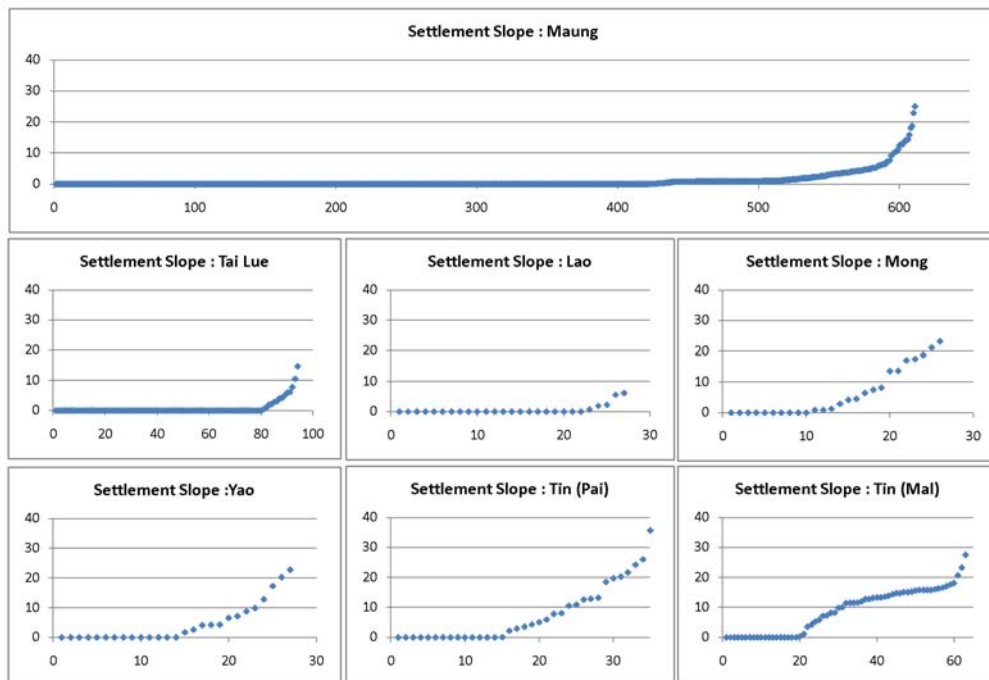 Settlement Slope : Maung
40
30
20
10
0
0 100 200 300 400 500 600
Settlement Slope : Tai Lue
40
30
20
10
0
0 20 40 60 80 100
Settlement Slope : Lao
40
30
20
10
0
0 10 20 30
Settlement Slope : Mong
40
30
20
10
0
0 10 20 30
Settlement Slope :Yao
40
30
20
10
0
0 10 20 30
Settlement Slope : Tin (Pai)
40
30
20
10
0
0 10 20 30
Settlement Slope : Tin (Mal)
40
30
20
10
0
0 20 40 60